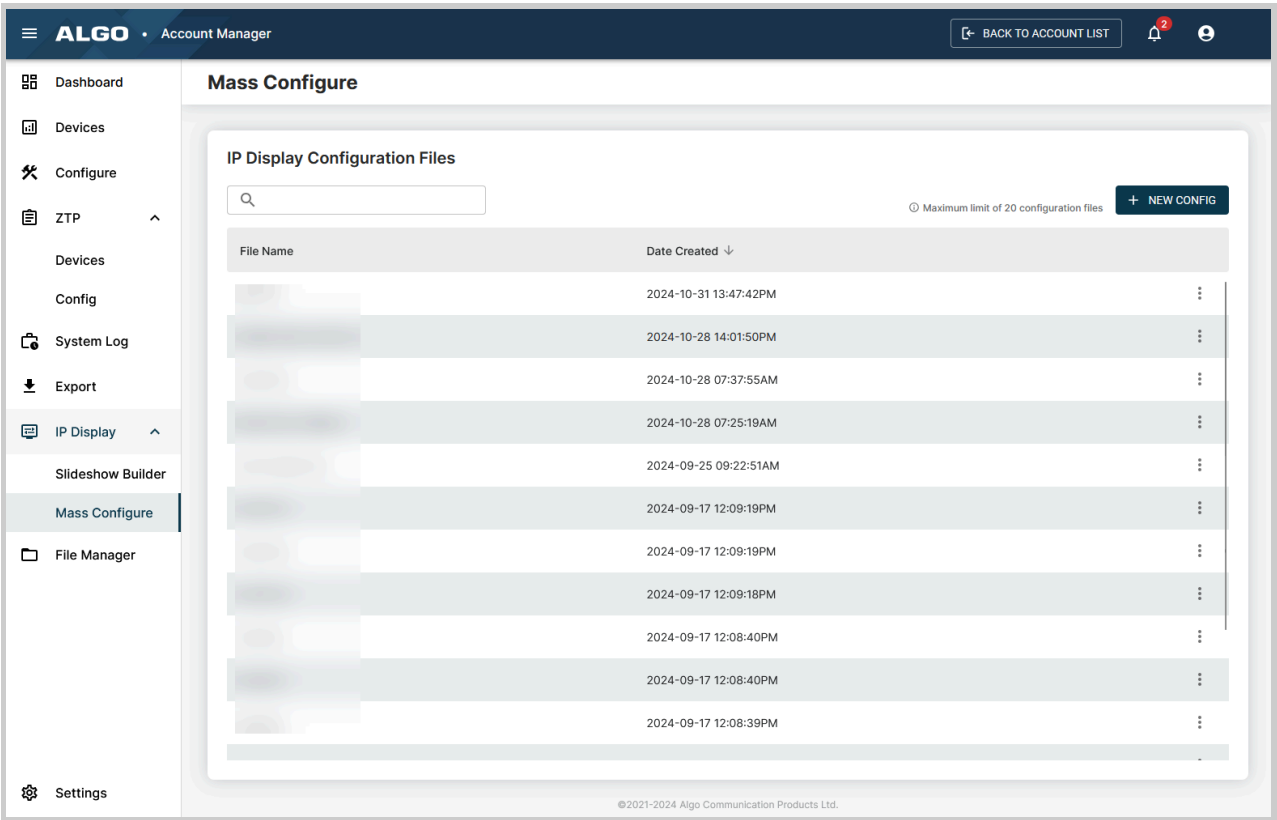 ALGO • Account Manager
BACK TO ACCOUNT LIST
2
Dashboard
Devices
Configure
ZTP
Devices
Config
System Log
Export
IP Display
Slideshow Builder
Mass Configure
File Manager
Settings
Mass Configure
IP Display Configuration Files
Maximum limit of 20 configuration files
+ NEW CONFIG
File Name Date Created ↓
2024-10-31 13:47:42PM
2024-10-28 14:01:50PM
2024-10-28 07:37:55AM
2024-10-28 07:25:19AM
2024-09-25 09:22:51AM
2024-09-17 12:09:19PM
2024-09-17 12:09:19PM
2024-09-17 12:09:18PM
2024-09-17 12:08:40PM
2024-09-17 12:08:40PM
2024-09-17 12:08:39PM
©2021-2024 Algo Communication Products Ltd.